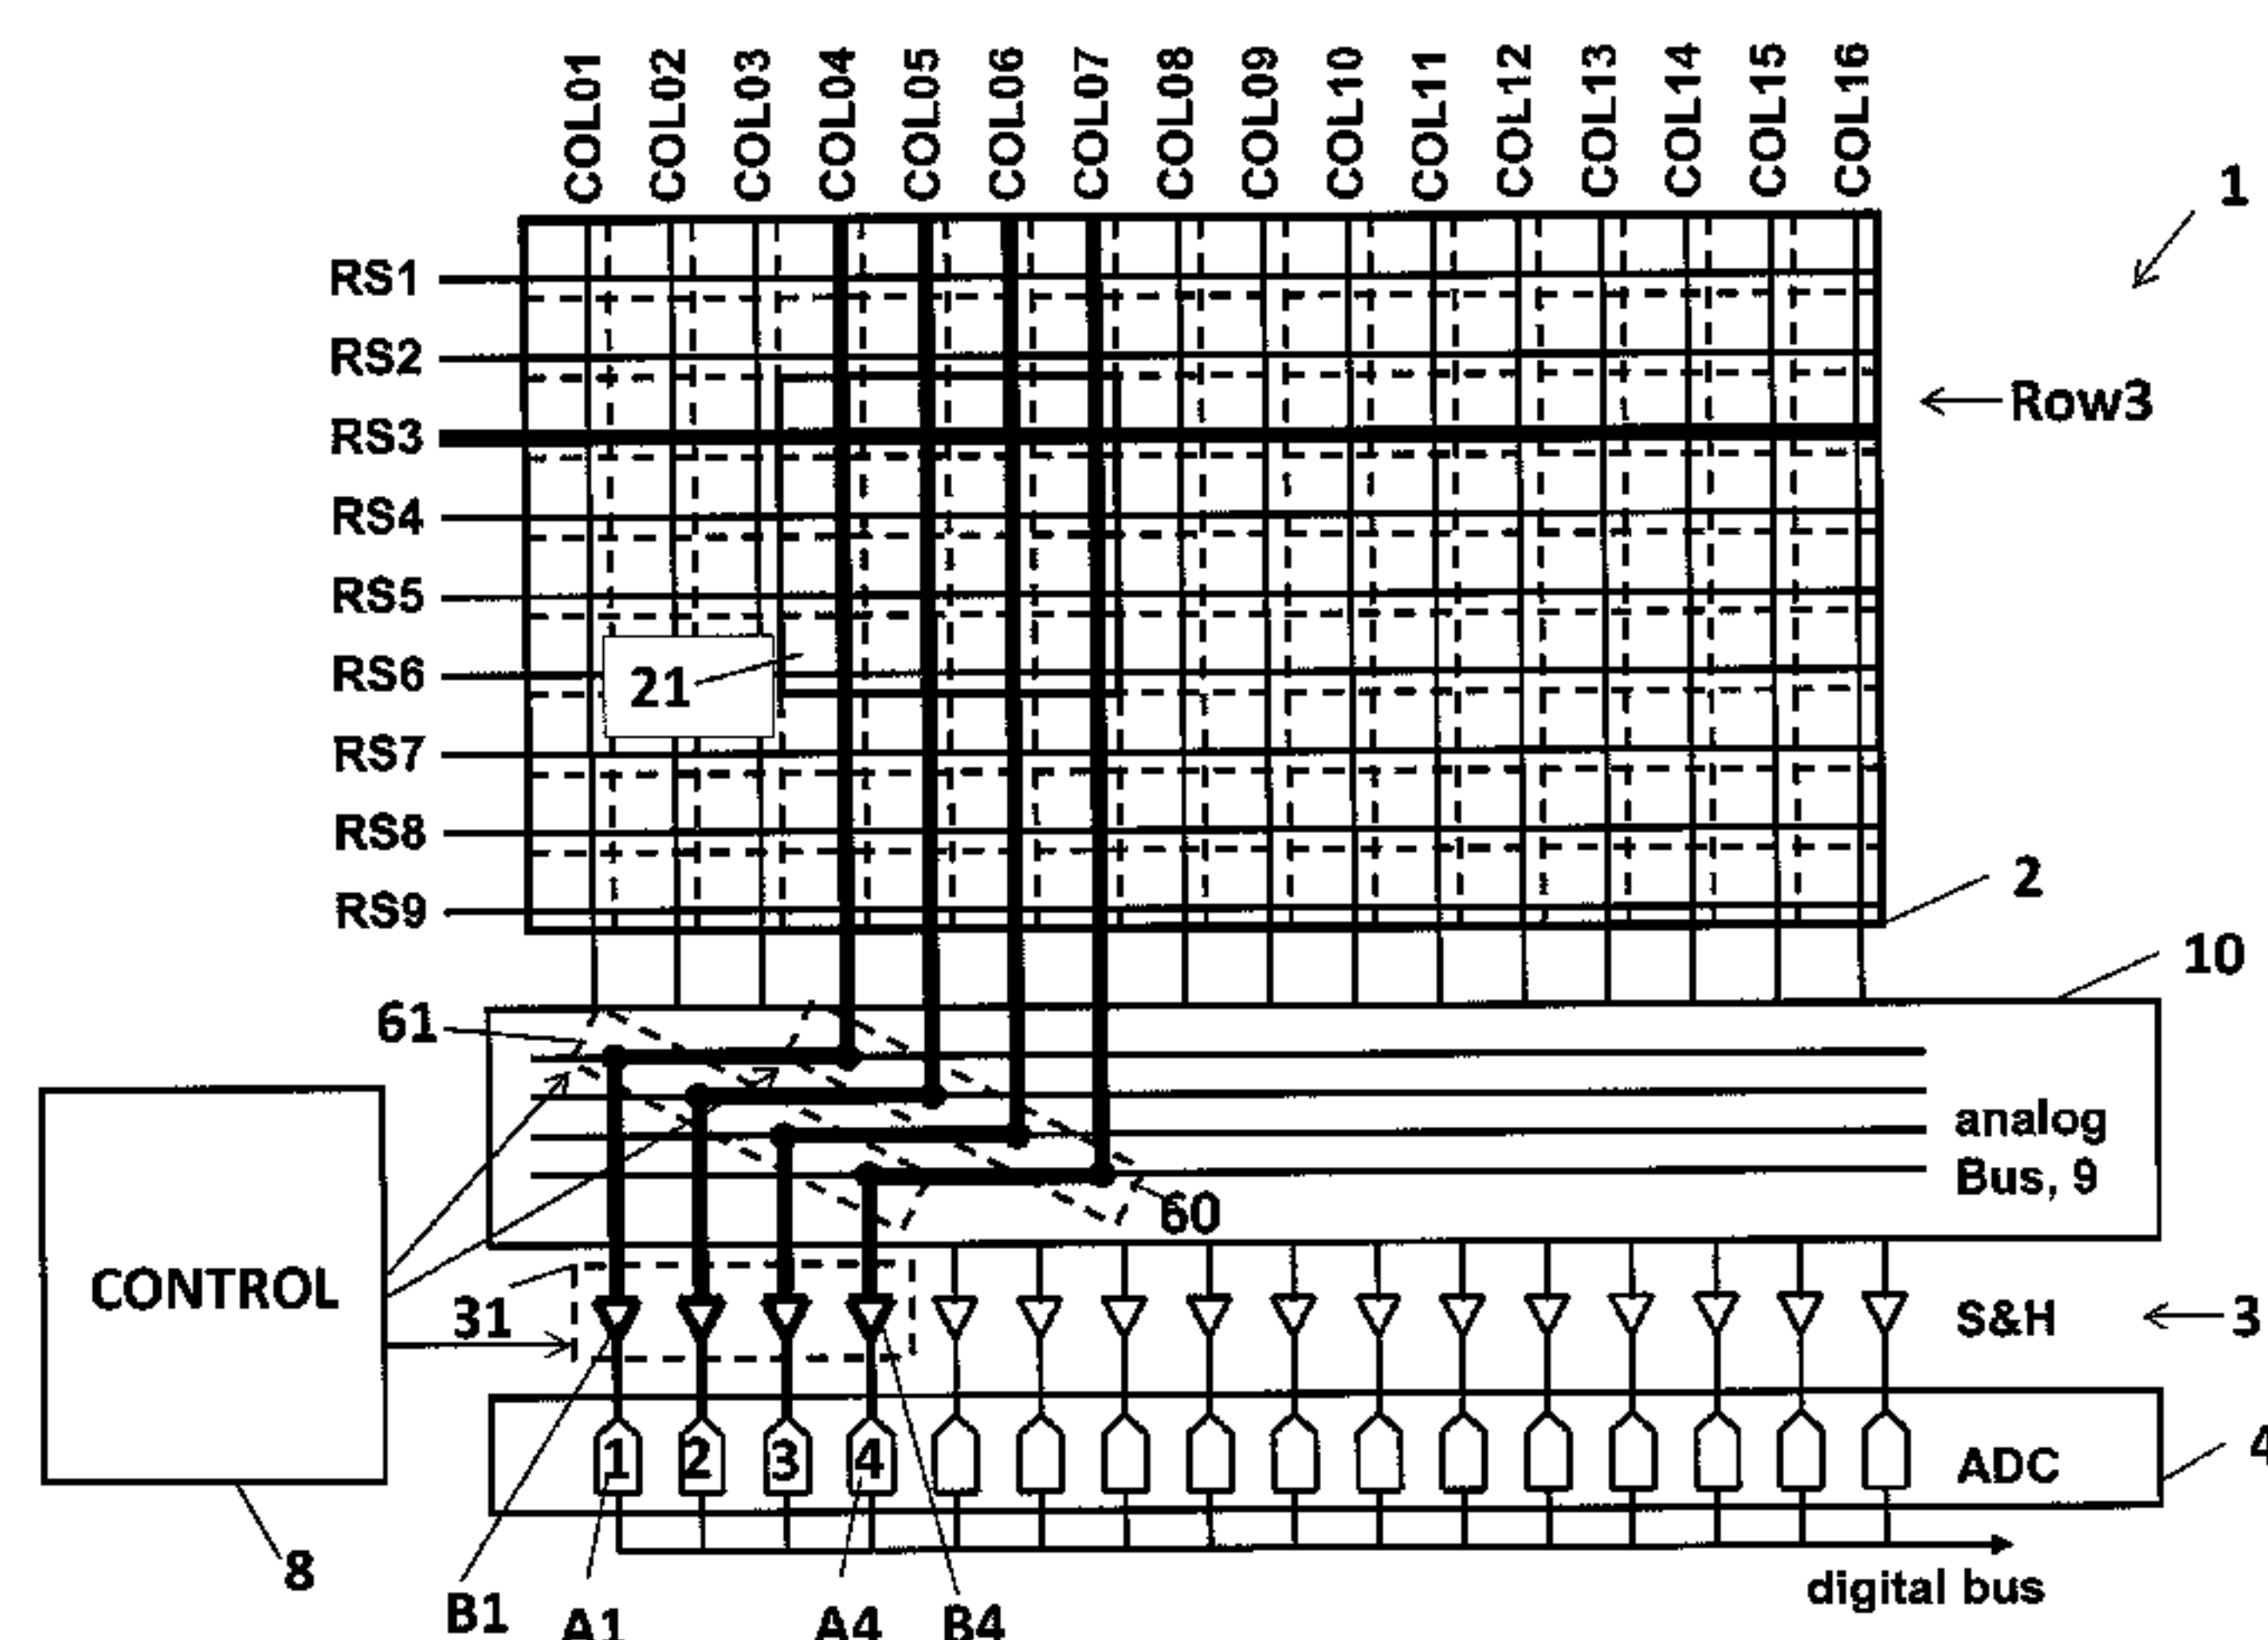 COL01 COL02 COL03 COL04 COL05 COL06 COL07 COL08 COL09 COL10 COL11 COL12 COL13 COL14 COL15 COL16
1
RS1
RS2
Row3
RS3
RS4
RS5
RS6
21
RS7
RS8
2
RS9
10
61
analog
Bus, 9
60
CONTROL
31
S&H
3
1 2 3 4
ADC
4
8
digital bus
B1
A1
A4
B4